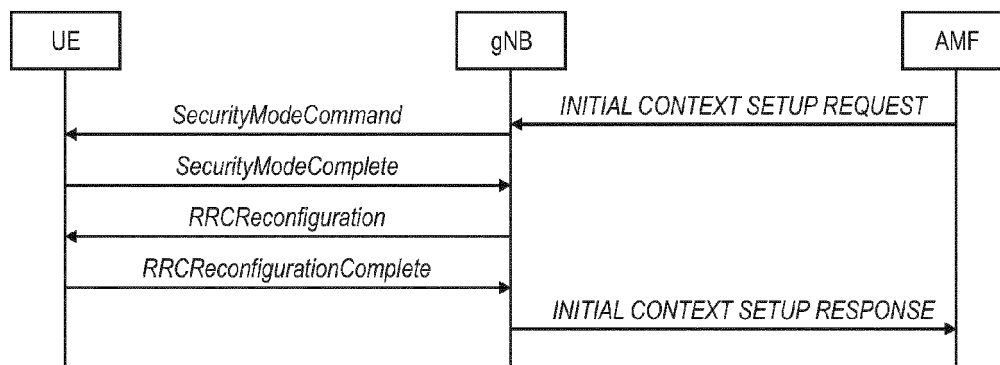 UE
gNB
AMF
INITIAL CONTEXT SETUP REQUEST
SecurityModeCommand
SecurityModeComplete
RRCReconfiguration
RRCReconfigurationComplete
INITIAL CONTEXT SETUP RESPONSE